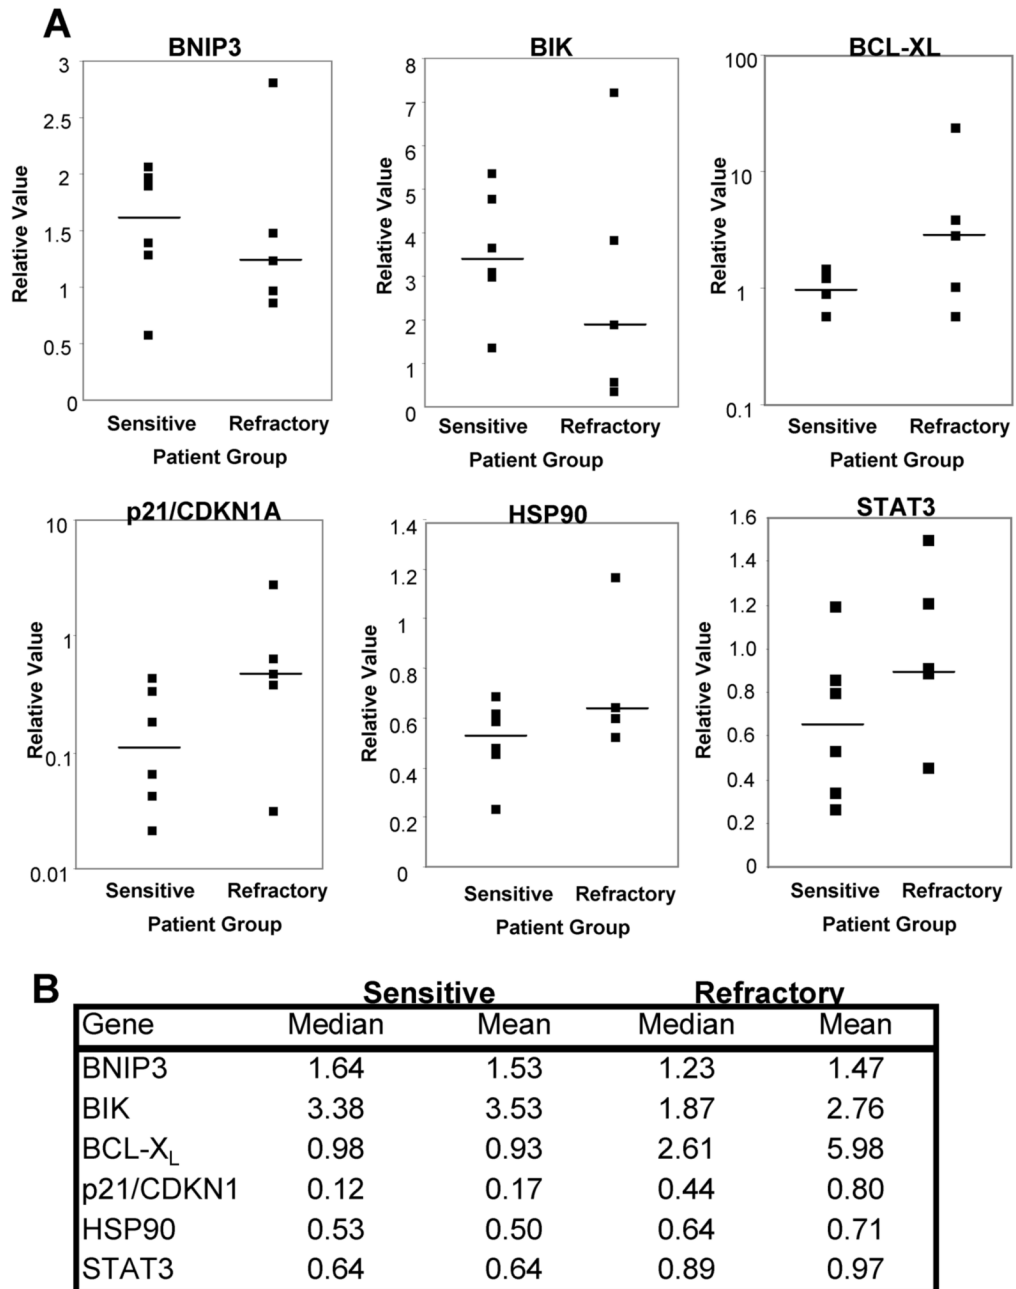 A
BNIP3
3
2.5
2
1.5
1
0.5
0
Relative Value
Sensitive Refractory
Patient Group
BIK
8
7
6
5
4
3
2
1
0
Relative Value
Sensitive Refractory
Patient Group
BCL-XL
100
10
1
0.1
Relative Value
Sensitive Refractory
Patient Group
p21/CDKN1A
10
1
0.1
0.01
Relative Value
Sensitive Refractory
Patient Group
HSP90
1.4
1.2
1
0.8
0.6
0.4
0.2
0
Relative Value
Sensitive Refractory
Patient Group
STAT3
1.6
1.4
1.2
1.0
0.8
0.6
0.4
0.2
0
Relative Value
Sensitive Refractory
Patient Group
B
Sensitive Refractory
Gene Median Mean Median Mean
BNIP3 1.64 1.53 1.23 1.47
BIK 3.38 3.53 1.87 2.76
BCL-XL 0.98 0.93 2.61 5.98
p21/CDKN1 0.12 0.17 0.44 0.80
HSP90 0.53 0.50 0.64 0.71
STAT3 0.64 0.64 0.89 0.97